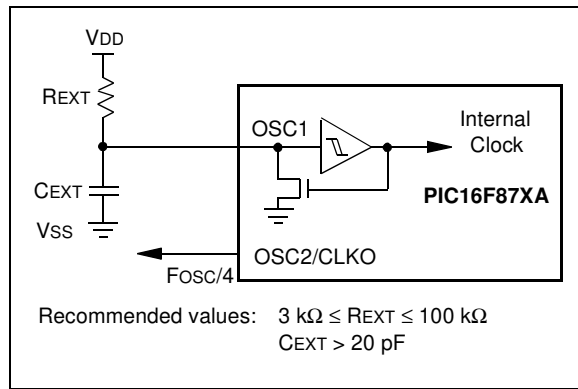 VDD
REXT
OSC1
Internal
Clock
CEXT
PIC16F87XA
VSS
OSC2/CLKO
FOSC/4
Recommended values: 3 kΩ ≤ REXT ≤ 100 kΩ
CEXT > 20 pF